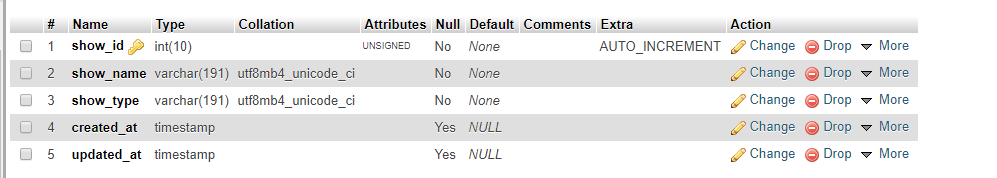 # Name Type Collation Attributes Null Default Comments Extra Action
1 show_id int(10) UNSIGNED No None AUTO_INCREMENT Change Drop More
2 show_name varchar(191) utf8mb4_unicode_ci No None Change Drop More
3 show_type varchar(191) utf8mb4_unicode_ci No None Change Drop More
4 created_at timestamp Yes NULL Change Drop More
5 updated_at timestamp Yes NULL Change Drop More